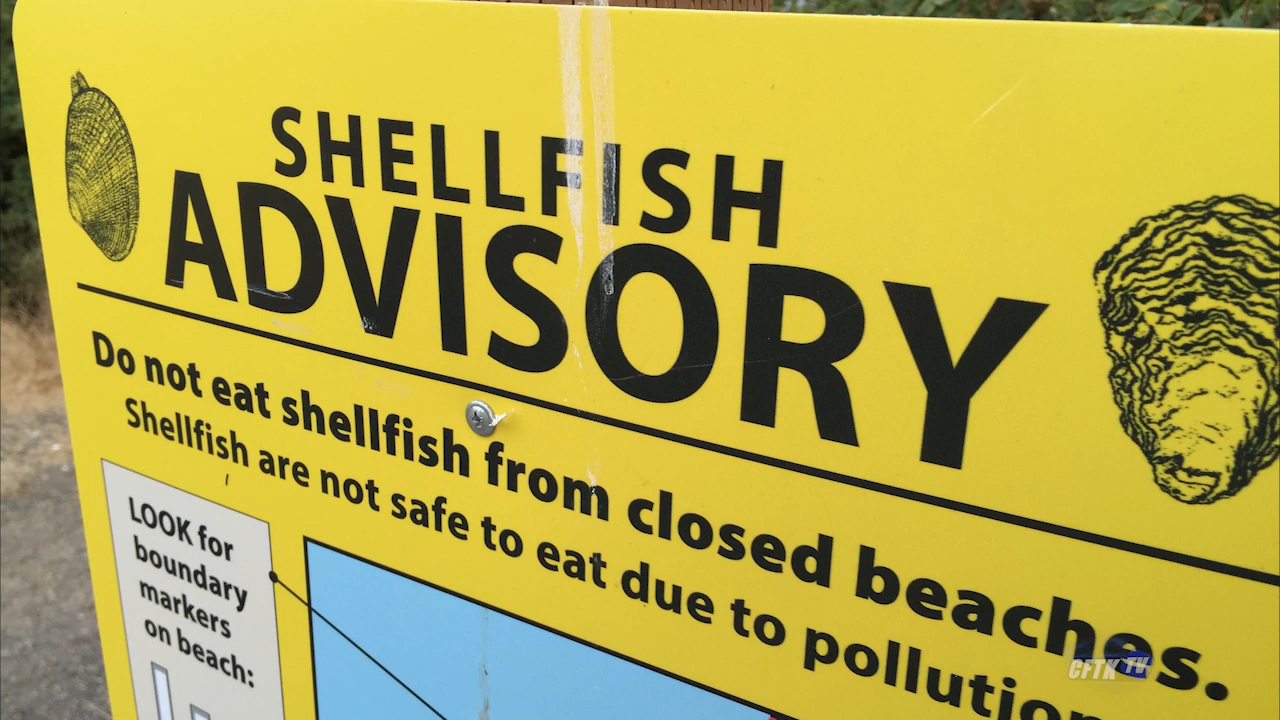 SHELLFISH
ADVISORY
Do not eat shellfish from closed beaches.
Shellfish are not safe to eat due to pollution
LOOK for
boundary
markers
on beach:
CFTK TV